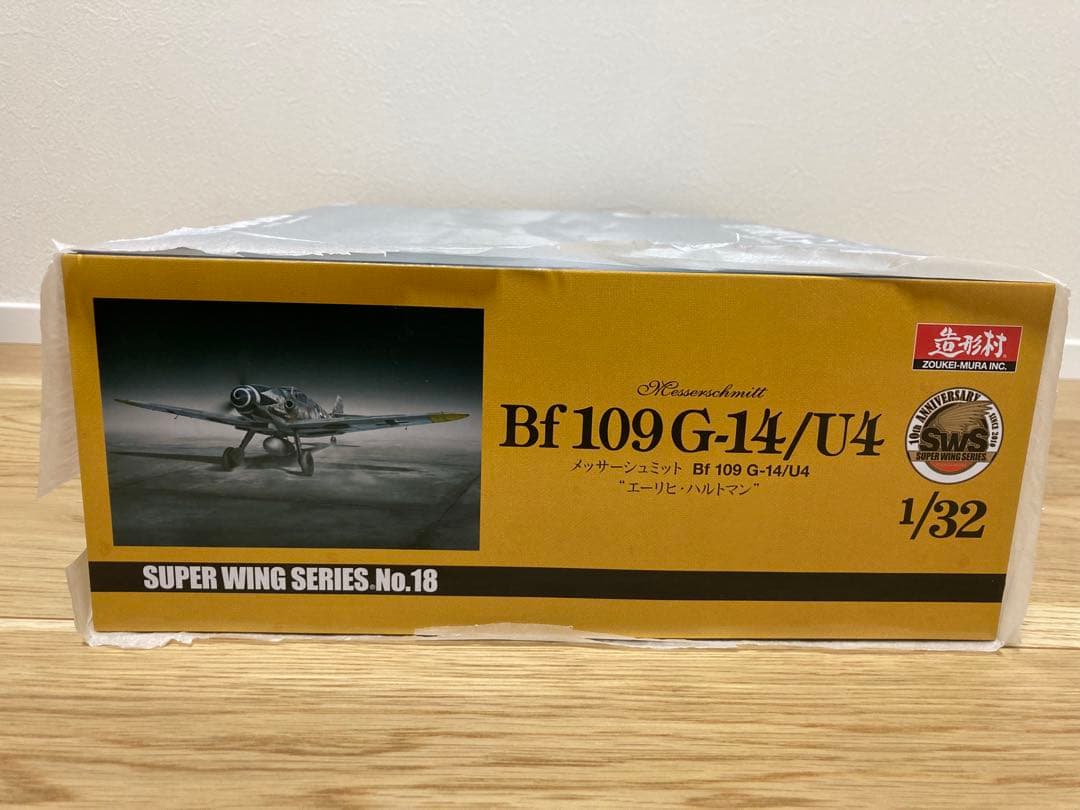 造形村
ZOUKEI-MURA INC.
Messerschmitt
Bf 109 G-14/U4
メッサーシュミット Bf 109 G-14/U4
“エーリヒ・ハルトマン”
10th ANNIVERSARY
SINCE 2010
SWS
SUPER WING SERIES
1/32
SUPER WING SERIES No.18